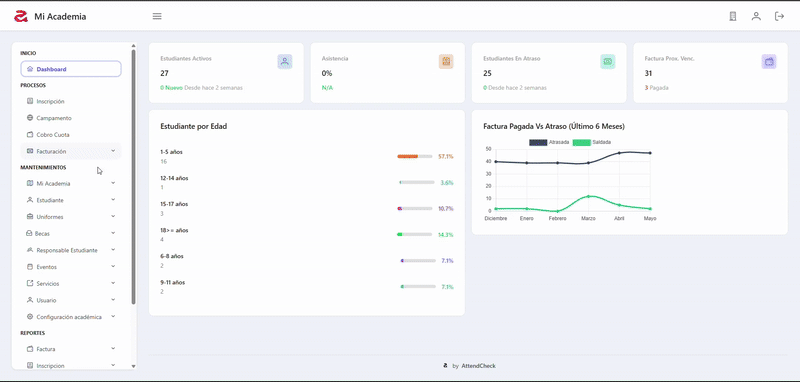 Mi Academia
INICIO
Dashboard
PROCESOS
Inscripción
Campamento
Cobro Cuota
Facturación
MANTENIMIENTOS
Mi Academia
Estudiante
Uniformes
Becas
Responsable Estudiante
Eventos
Servicios
Usuario
Configuración académica
REPORTES
Factura
Inscripcion
Estudiantes Activos
27
0 Nuevo Desde hace 2 semanas
Asistencia
0%
N/A
Estudiantes En Atraso
25
0 Desde hace 2 semanas
Factura Prox. Venc.
31
3 Pagada
Estudiante por Edad
1-5 años
16
57.1%
12-14 años
1
3.6%
15-17 años
3
10.7%
18>= años
4
14.3%
6-8 años
2
7.1%
9-11 años
2
7.1%
Factura Pagada Vs Atraso (Último 6 Meses)
Atrasada Saldada
50
40
30
20
10
0
Diciembre Enero Febrero Marzo Abril Mayo
by AttendCheck